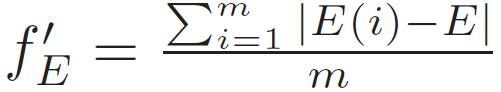 f′_E = \frac{\sum_{i=1}^{m} |E(i)-E|}{m}